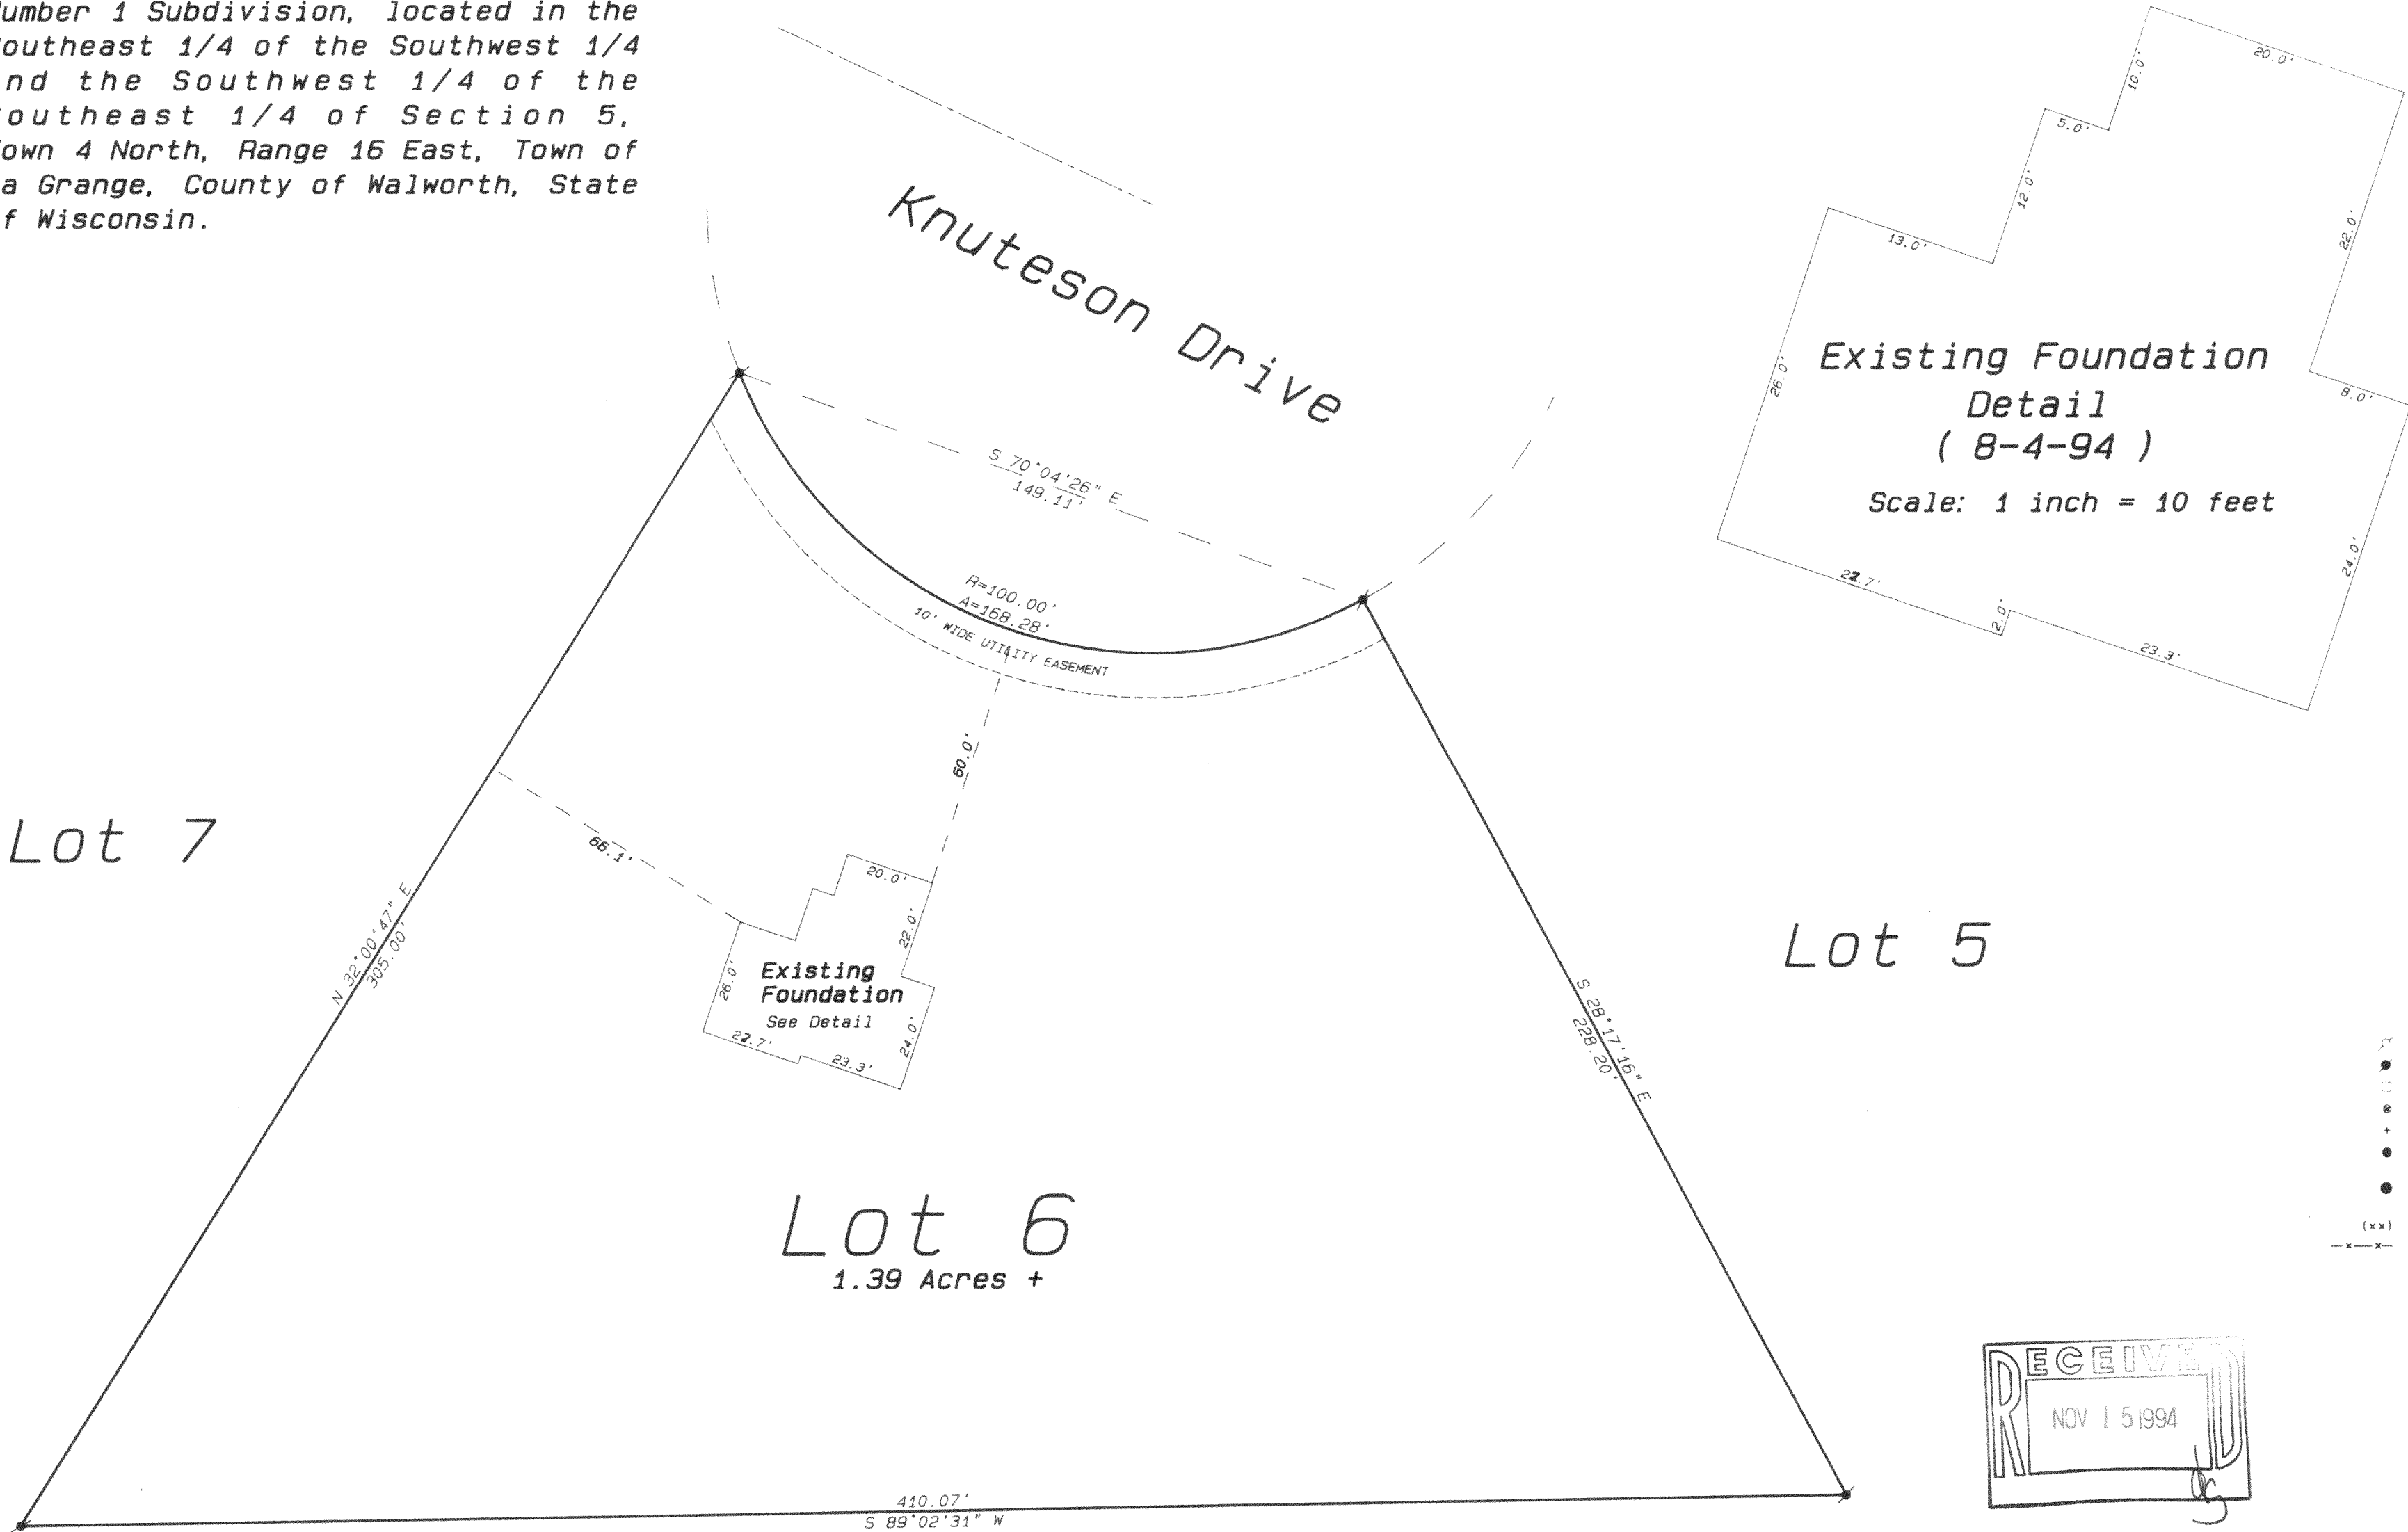 umber 1 Subdivision, located in the
outheast 1/4 of the Southwest 1/4
nd the Southwest 1/4 of the
outheast 1/4 of Section 5,
own 4 North, Range 16 East, Town of
a Grange, County of Walworth, State
f Wisconsin.
Knuteson Drive
20.0'
10.0'
5.0'
12.0'
13.0'
22.0'
26.0'
8.0'
Existing Foundation
Detail
( 8-4-94 )
Scale: 1 inch = 10 feet
24.0'
22.7'
2.0'
23.3'
S 70°04'26" E
149.11'
R=100.00'
A=168.28'
10' WIDE UTILITY EASEMENT
60.0'
66.1'
Lot 7
N 32°00'47" E
305.00'
20.0'
22.0'
26.0'
Existing
Foundation
See Detail
24.0'
22.7'
23.3'
Lot 5
S 28°17'16" E
228.20'
Lot 6
1.39 Acres +
(xx)
RECEIVED
NOV 15 1994
410.07'
S 89°02'31" W